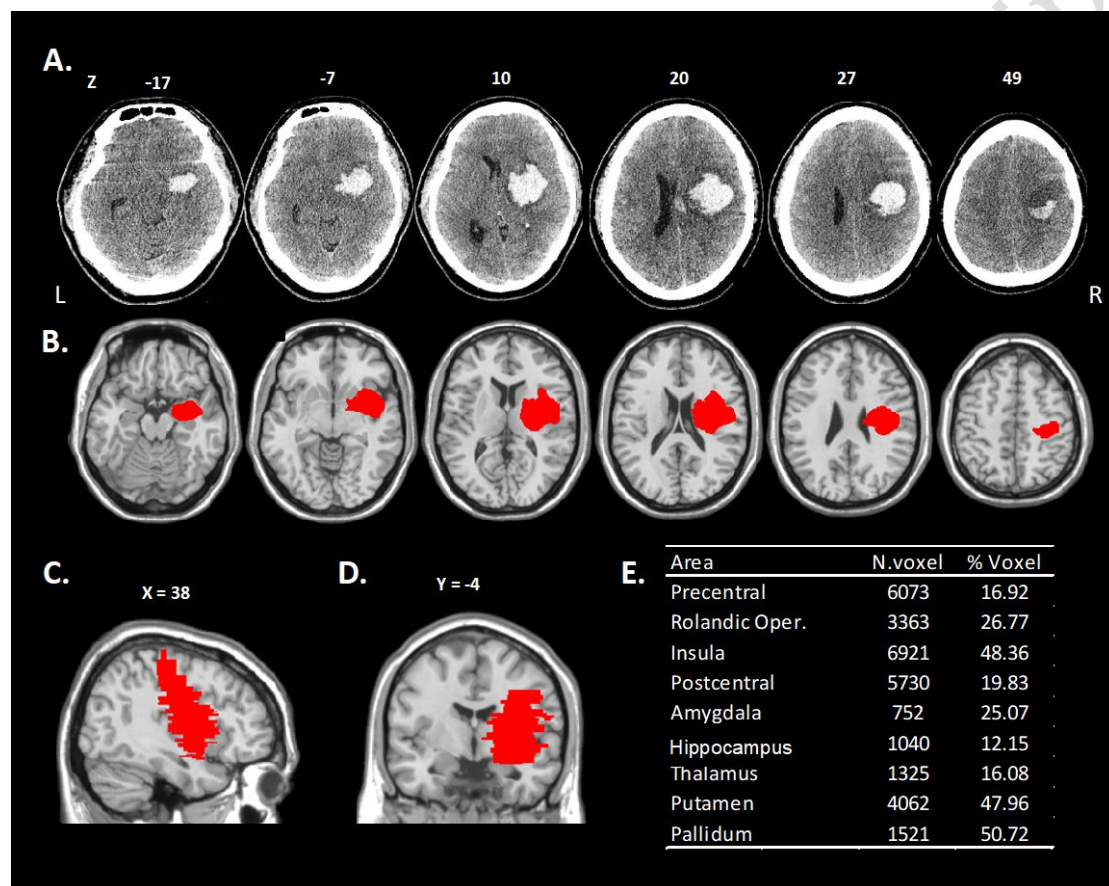 A.
Z -17 -7 10 20 27 49
L R
B.
C. X = 38
D. Y = -4
E.
Area N.voxel % Voxel
Precentral 6073 16.92
Rolandic Oper. 3363 26.77
Insula 6921 48.36
Postcentral 5730 19.83
Amygdala 752 25.07
Hippocampus 1040 12.15
Thalamus 1325 16.08
Putamen 4062 47.96
Pallidum 1521 50.72